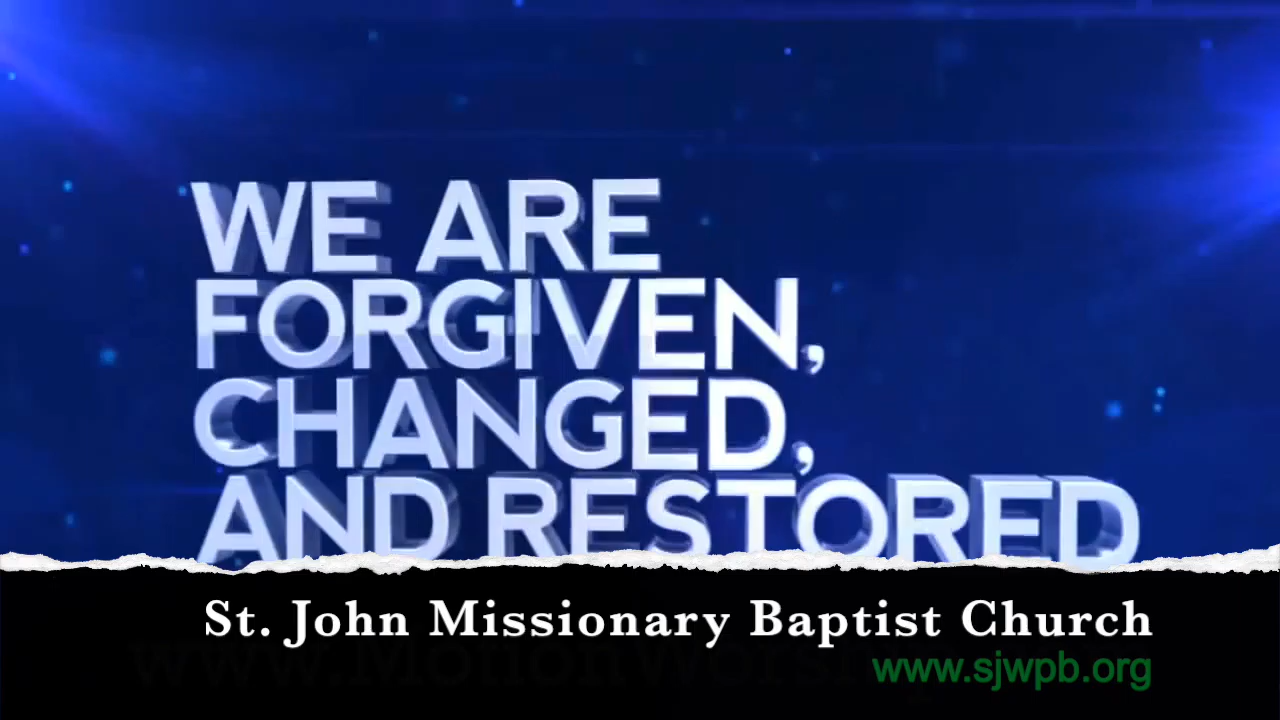 WE ARE
FORGIVEN,
CHANGED,
AND RESTORED
St. John Missionary Baptist Church
www.sjwpb.org